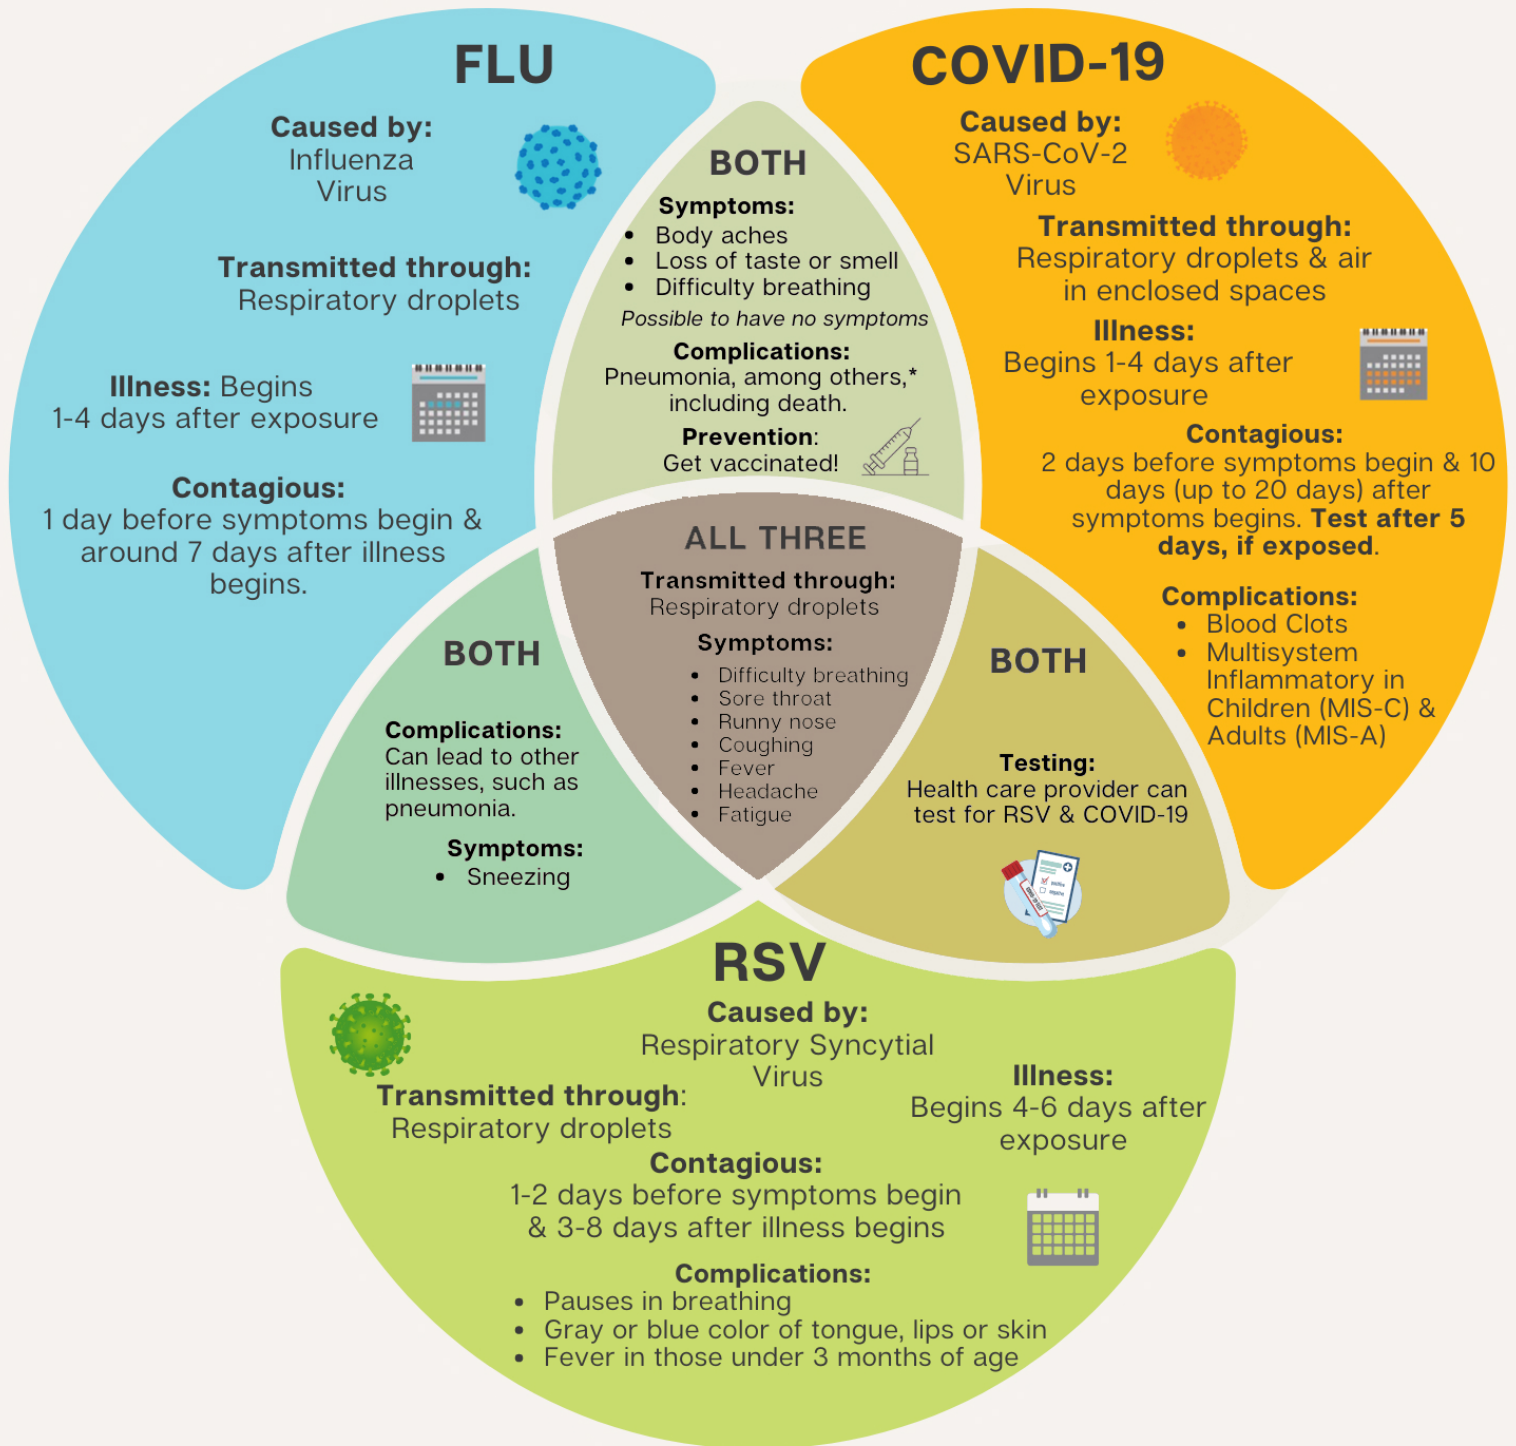 FLU
Caused by:
Influenza
Virus
Transmitted through:
Respiratory droplets
Illness: Begins
1-4 days after exposure
Contagious:
1 day before symptoms begin &
around 7 days after illness
begins.
BOTH
Symptoms:
• Body aches
• Loss of taste or smell
• Difficulty breathing
Possible to have no symptoms
Complications:
Pneumonia, among others,*
including death.
Prevention:
Get vaccinated!
COVID-19
Caused by:
SARS-CoV-2
Virus
Transmitted through:
Respiratory droplets & air
in enclosed spaces
Illness:
Begins 1-4 days after
exposure
Contagious:
2 days before symptoms begin & 10
days (up to 20 days) after
symptoms begins. Test after 5
days, if exposed.
Complications:
• Blood Clots
• Multisystem
Inflammatory in
Children (MIS-C) &
Adults (MIS-A)
ALL THREE
Transmitted through:
Respiratory droplets
Symptoms:
• Difficulty breathing
• Sore throat
• Runny nose
• Coughing
• Fever
• Headache
• Fatigue
BOTH
Complications:
Can lead to other
illnesses, such as
pneumonia.
Symptoms:
• Sneezing
BOTH
Testing:
Health care provider can
test for RSV & COVID-19
RSV
Caused by:
Respiratory Syncytial
Virus
Transmitted through:
Respiratory droplets
Illness:
Begins 4-6 days after
exposure
Contagious:
1-2 days before symptoms begin
& 3-8 days after illness begins
Complications:
• Pauses in breathing
• Gray or blue color of tongue, lips or skin
• Fever in those under 3 months of age